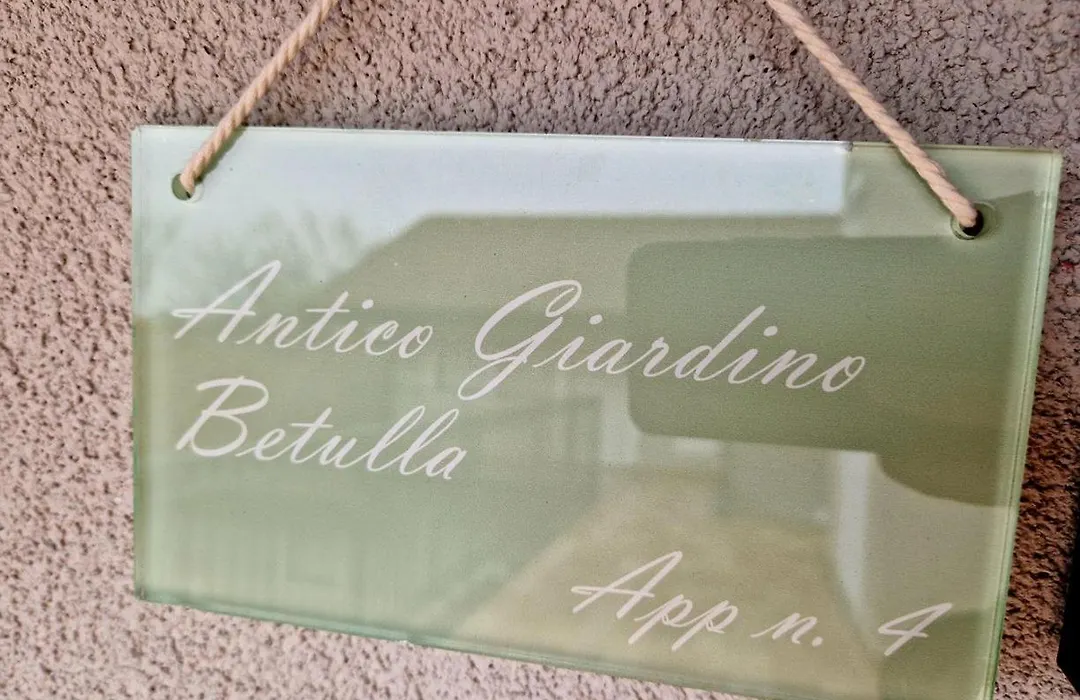 Antico Giardino
Betulla
App n. 4